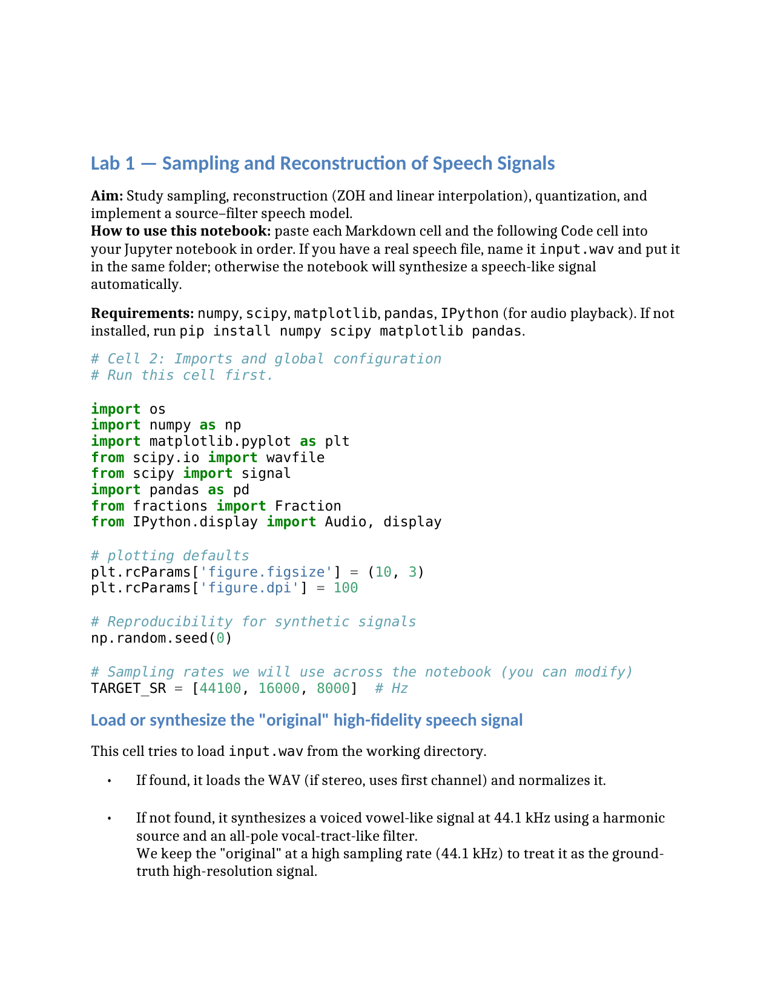 Lab 1 — Sampling and Reconstruction of Speech Signals
Aim: Study sampling, reconstruction (ZOH and linear interpolation), quantization, and
implement a source–filter speech model.
How to use this notebook: paste each Markdown cell and the following Code cell into
your Jupyter notebook in order. If you have a real speech file, name it input.wav and put it
in the same folder; otherwise the notebook will synthesize a speech-like signal
automatically.
Requirements: numpy, scipy, matplotlib, pandas, IPython (for audio playback). If not
installed, run pip install numpy scipy matplotlib pandas.
# Cell 2: Imports and global configuration
# Run this cell first.
import os
import numpy as np
import matplotlib.pyplot as plt
from scipy.io import wavfile
from scipy import signal
import pandas as pd
from fractions import Fraction
from IPython.display import Audio, display
# plotting defaults
plt.rcParams['figure.figsize'] = (10, 3)
plt.rcParams['figure.dpi'] = 100
# Reproducibility for synthetic signals
np.random.seed(0)
# Sampling rates we will use across the notebook (you can modify)
TARGET_SR = [44100, 16000, 8000]  # Hz
Load or synthesize the "original" high-fidelity speech signal
This cell tries to load input.wav from the working directory.
• If found, it loads the WAV (if stereo, uses first channel) and normalizes it.
• If not found, it synthesizes a voiced vowel-like signal at 44.1 kHz using a harmonic
source and an all-pole vocal-tract-like filter.
We keep the "original" at a high sampling rate (44.1 kHz) to treat it as the ground-
truth high-resolution signal.